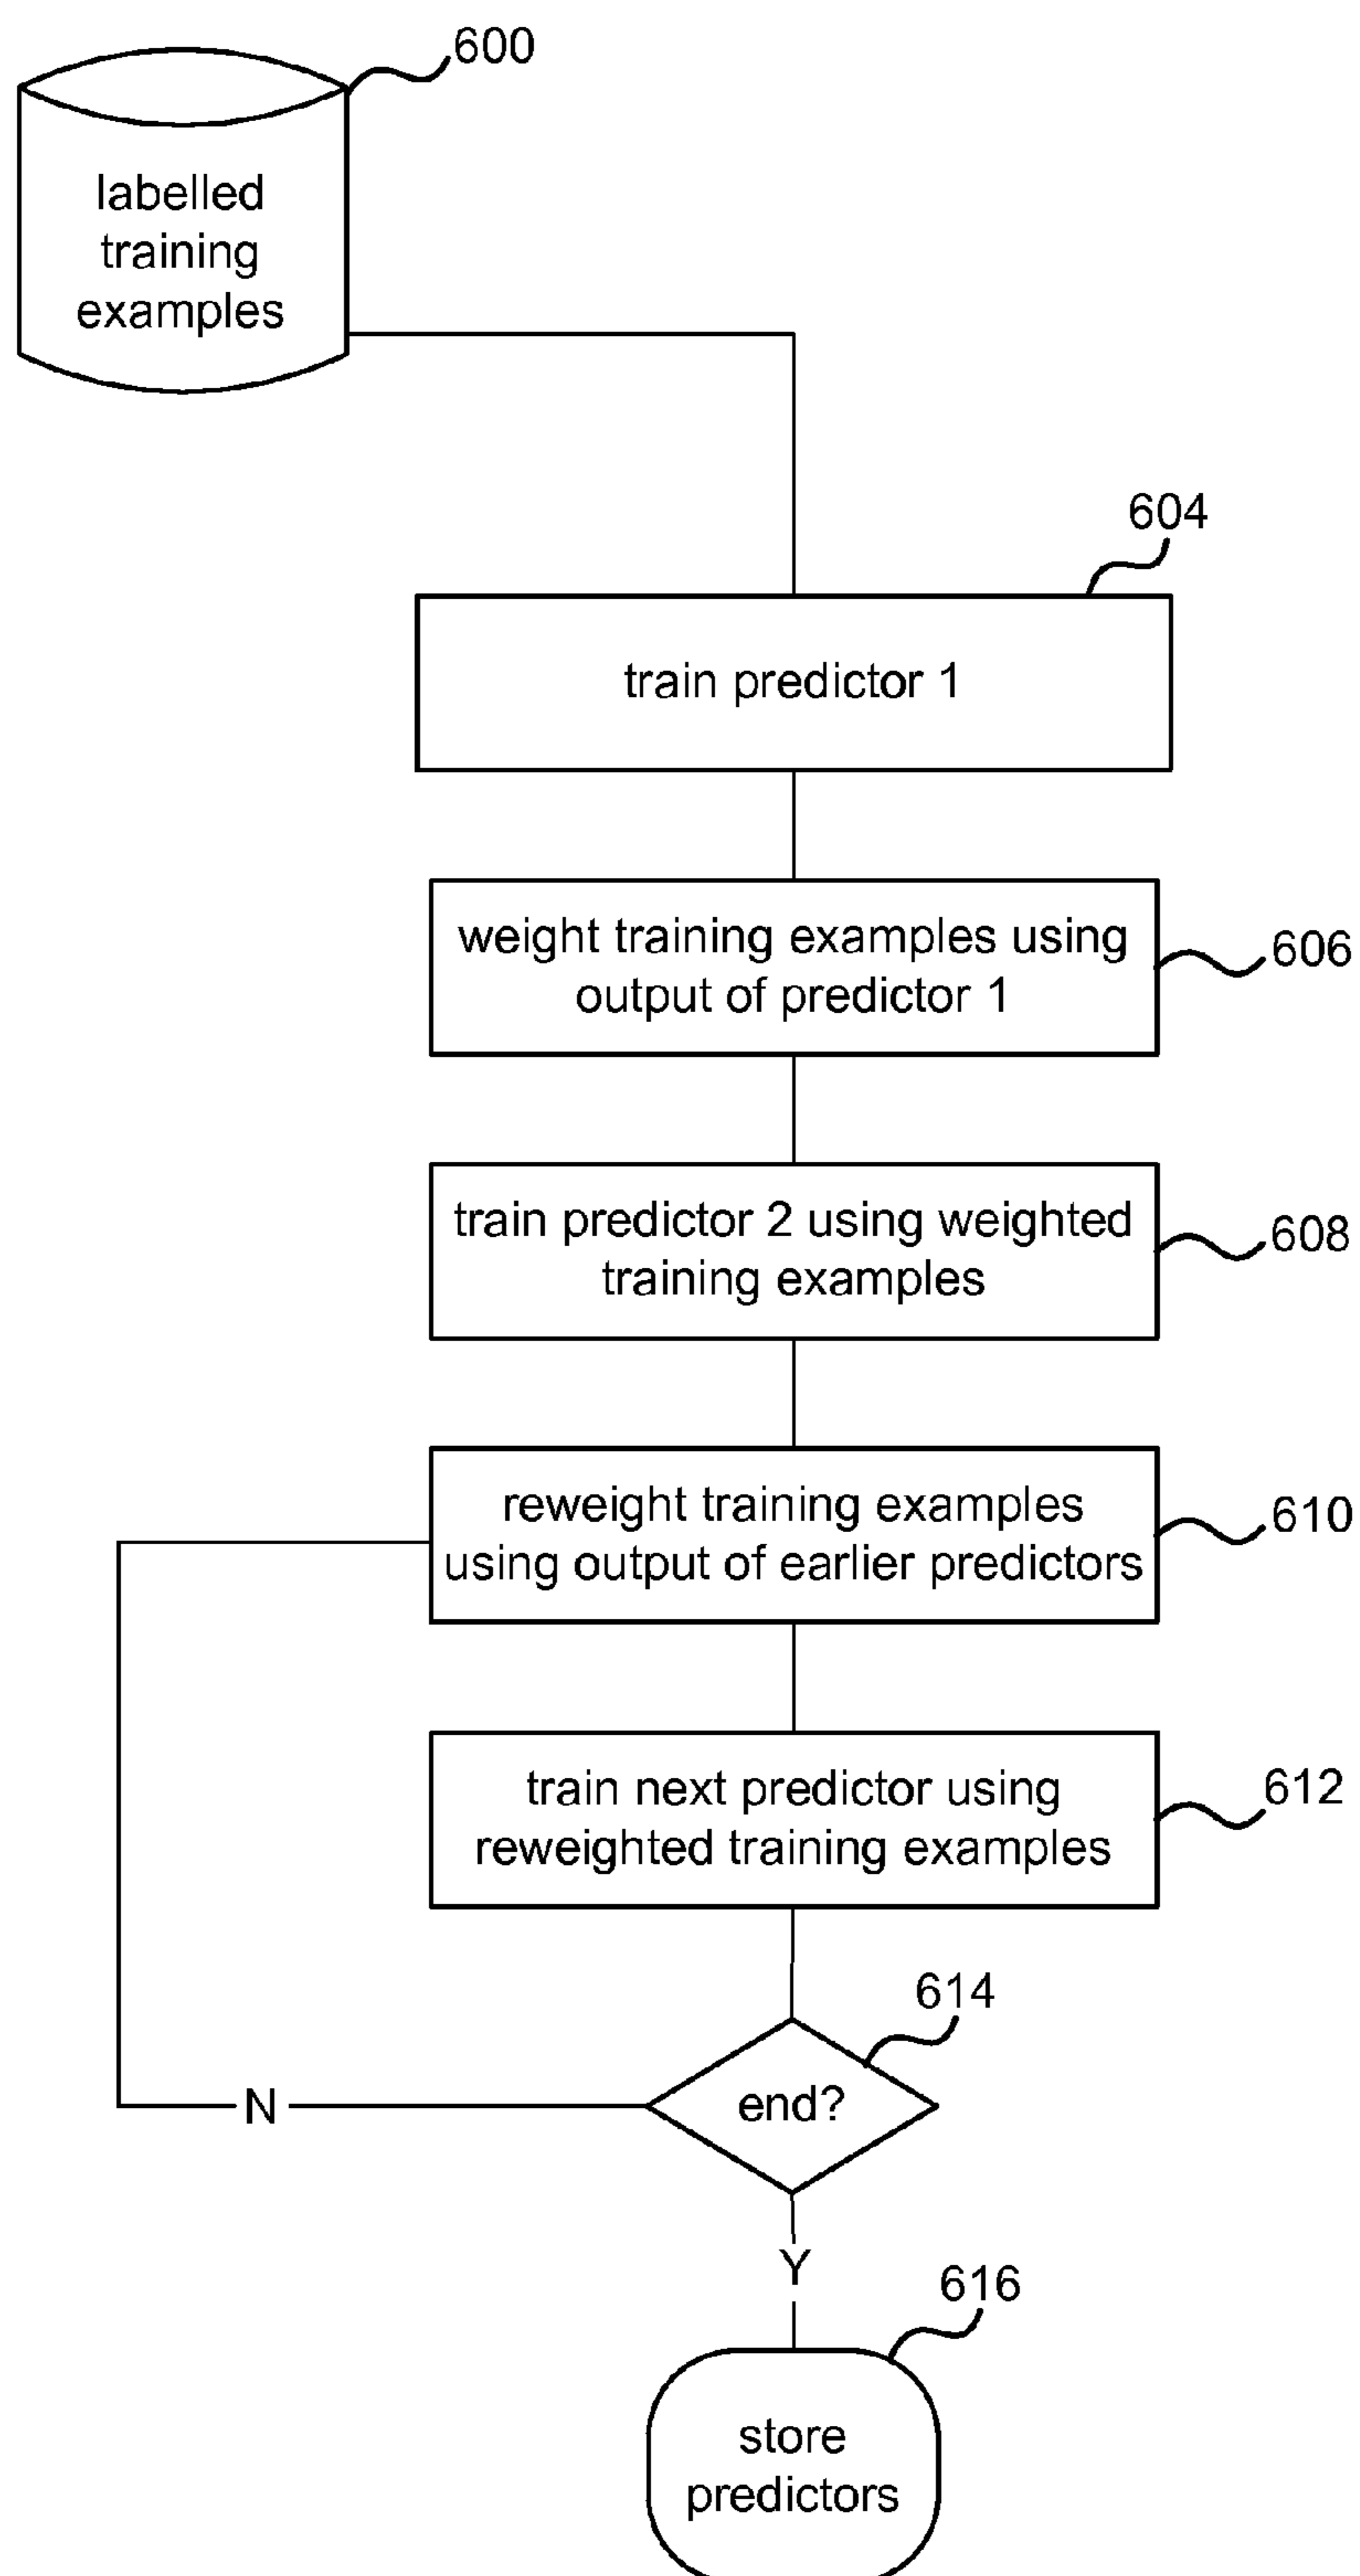 600
labelled
training
examples
604
train predictor 1
weight training examples using
output of predictor 1
606
train predictor 2 using weighted
training examples
608
reweight training examples
using output of earlier predictors
610
train next predictor using
reweighted training examples
612
614
end?
N
Y
616
store
predictors